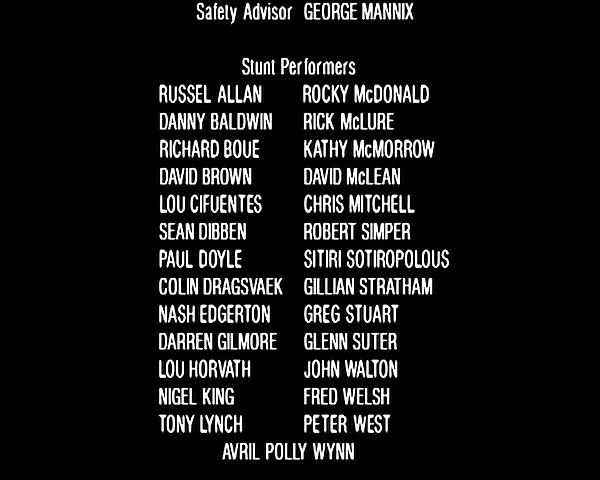 Safety Advisor GEORGE MANNIX
Stunt Performers
RUSSEL ALLAN ROCKY McDONALD
DANNY BALDWIN RICK McLURE
RICHARD BOUE KATHY McMORROW
DAVID BROWN DAVID McLEAN
LOU CIFUENTES CHRIS MITCHELL
SEAN DIBBEN ROBERT SIMPER
PAUL DOYLE SITIRI SOTIROPOLOUS
COLIN DRAGSVAEK GILLIAN STRATHAM
NASH EDGERTON GREG STUART
DARREN GILMORE GLENN SUTER
LOU HORVATH JOHN WALTON
NIGEL KING FRED WELSH
TONY LYNCH PETER WEST
AVRIL POLLY WYNN